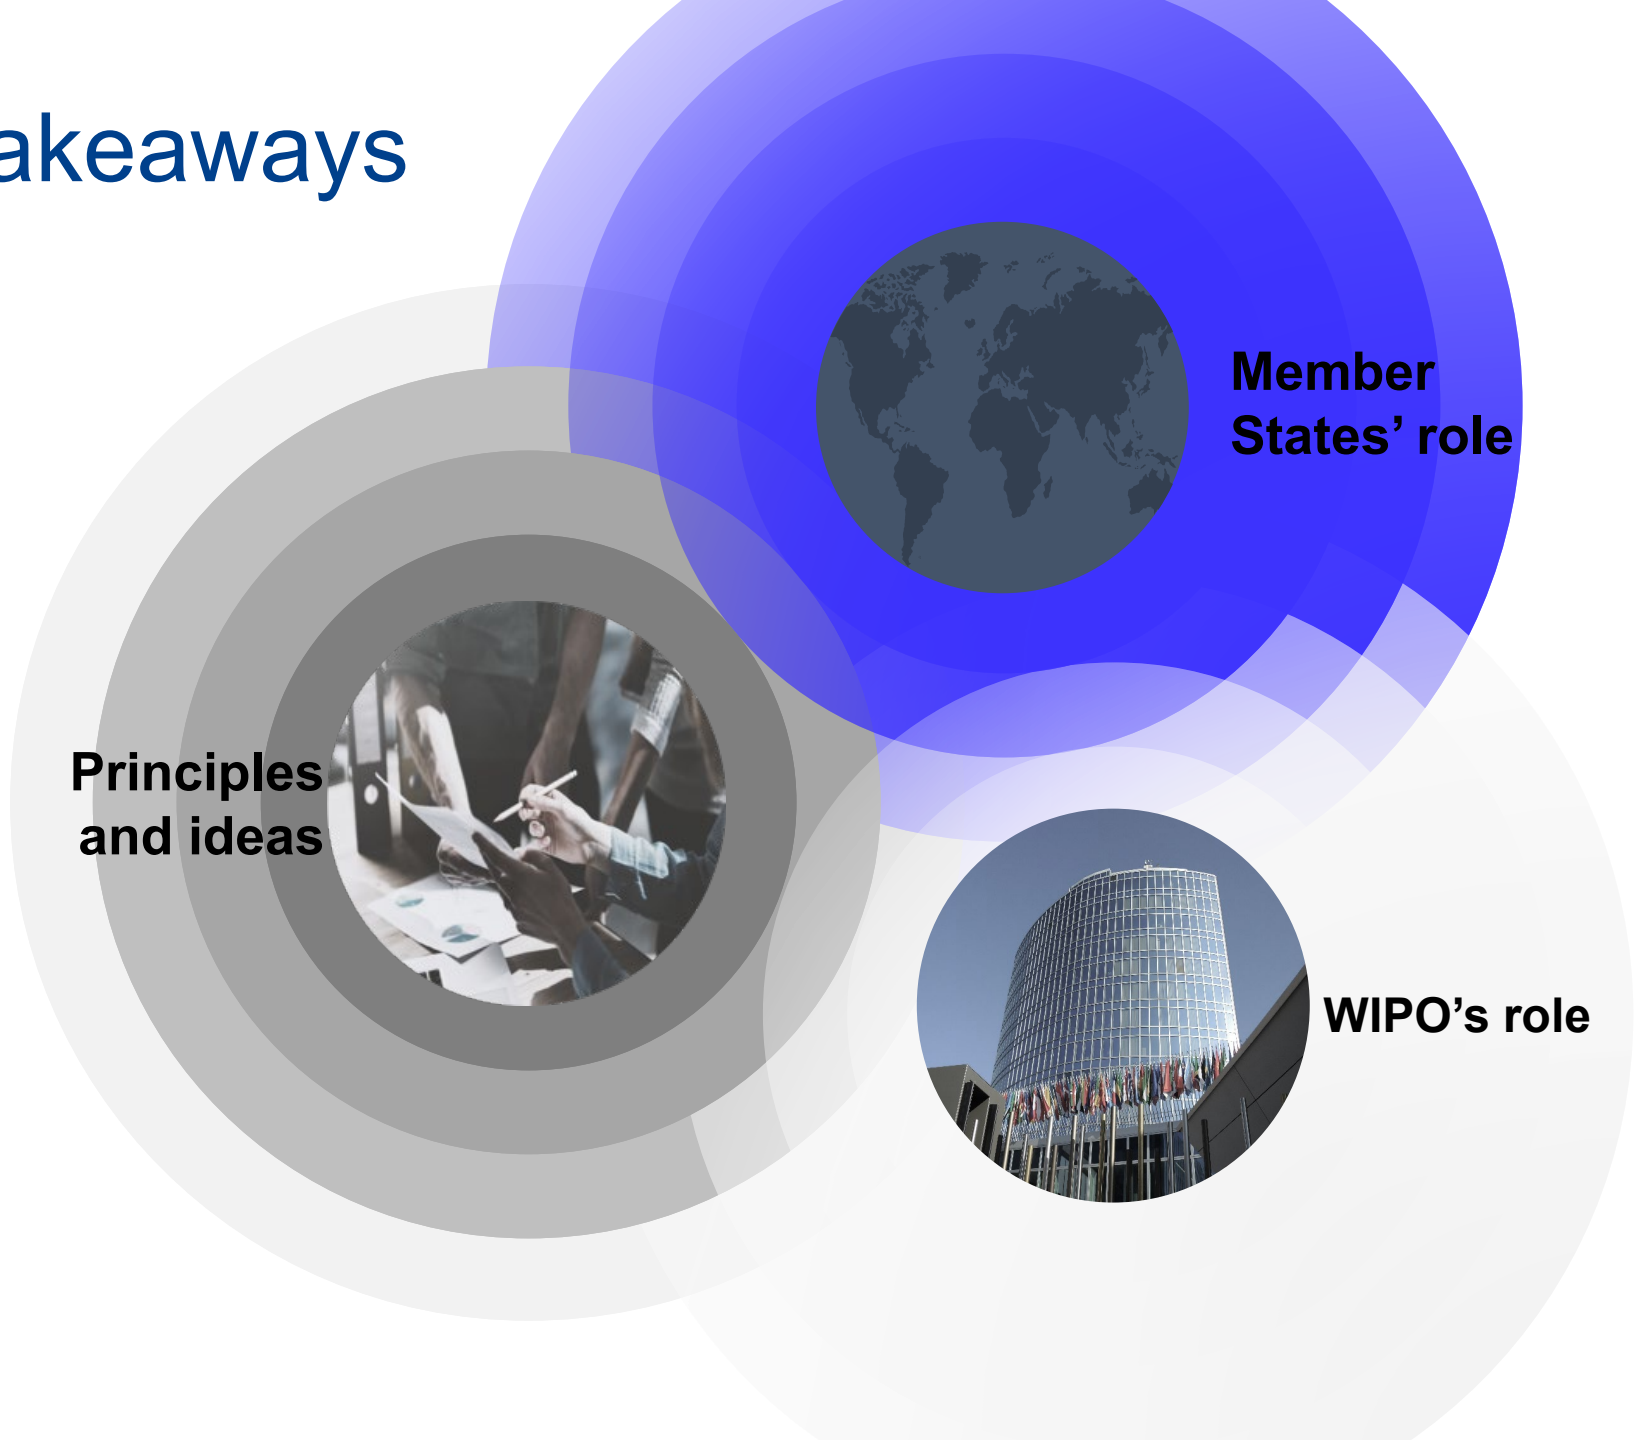 akeaways
Member
States’ role
Principles
and ideas
WIPO’s role